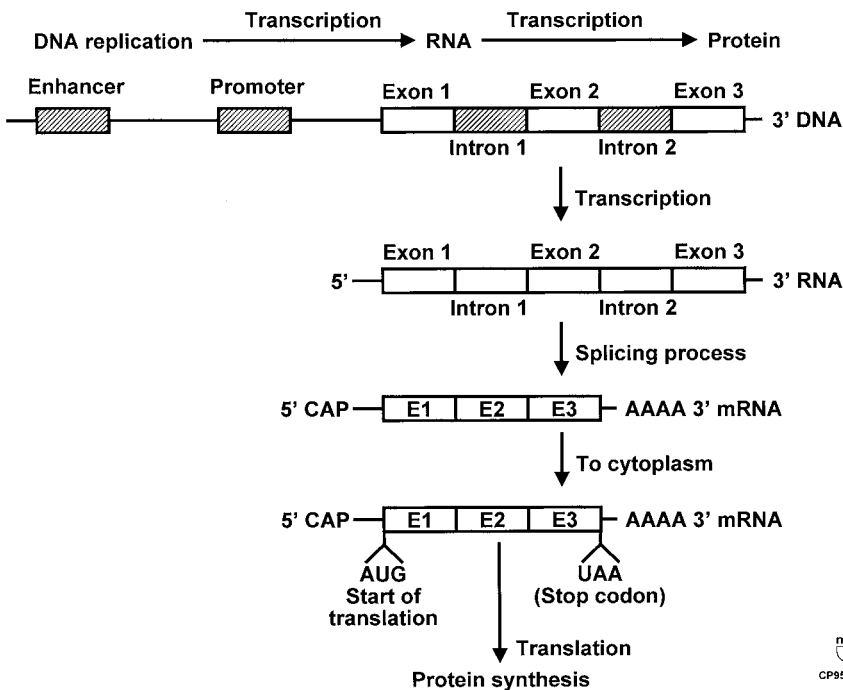 Transcription Transcription
DNA replication RNA Protein
Enhancer Promoter Exon 1 Exon 2 Exon 3
3’ DNA
Intron 1 Intron 2
Transcription
Exon 1 Exon 2 Exon 3
5’ 3’ RNA
Intron 1 Intron 2
Splicing process
5’ CAP E1 E2 E3 AAAA 3’ mRNA
To cytoplasm
5’ CAP E1 E2 E3 AAAA 3’ mRNA
AUG UAA
Start of (Stop codon)
translation
Translation
Protein synthesis